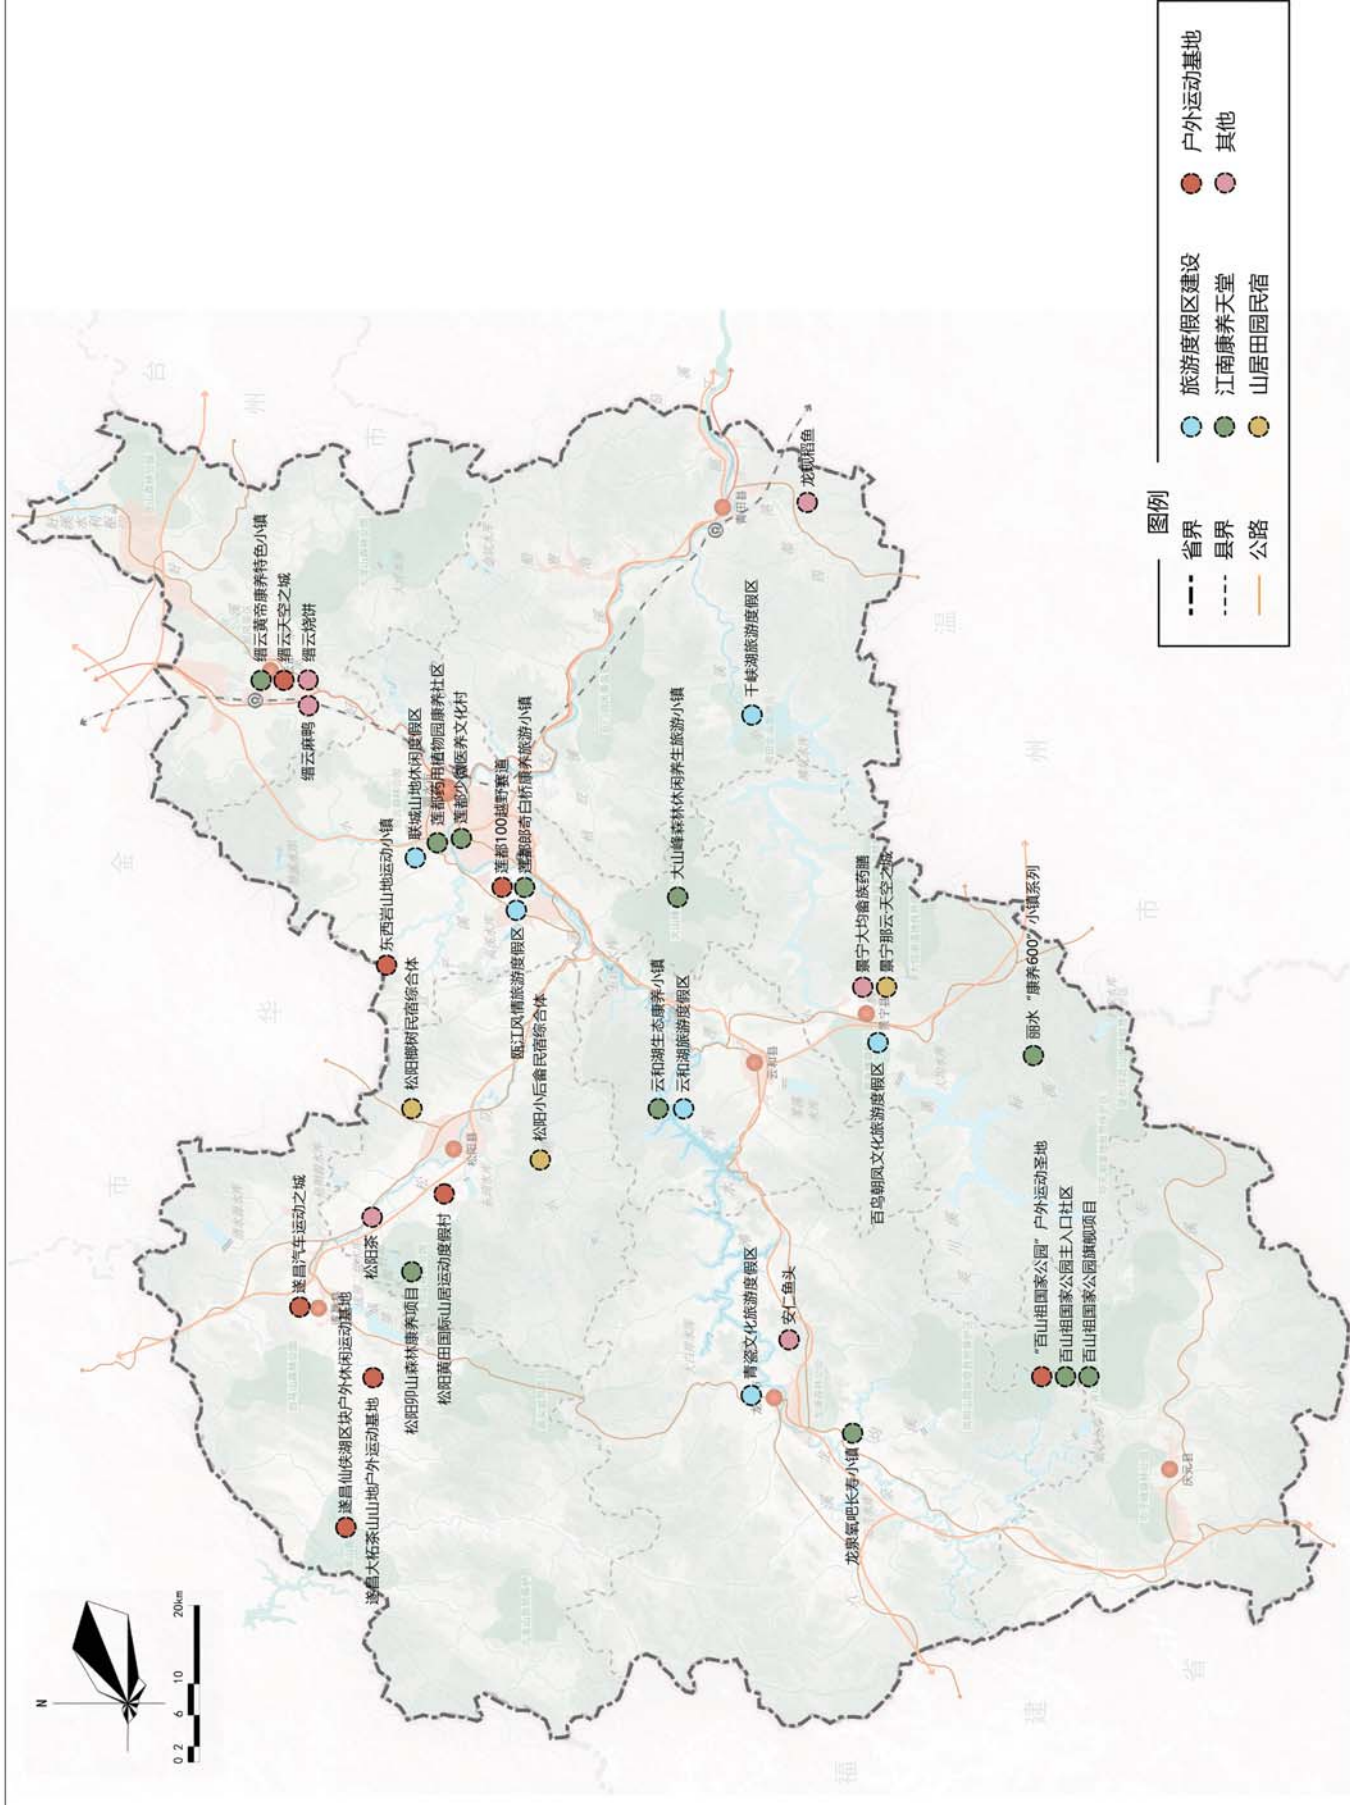 N
0 2 6 10 20km
缙云黄帝康养特色小镇
缙云天空之城
缙云烧饼
缙云麻鸭
东西岩山地运动小镇
联城山地休闲度假区
莲都药用植物园康养社区
莲都少微医养文化村
莲都100越野赛道
莲都郎奇白桥康养旅游小镇
瓯江风情旅游度假区
松阳榔树民宿综合体
松阳小后畲民宿综合体
遂昌汽车运动之城
松阳茶
遂昌仙侠湖区块户外休闲运动基地
遂昌大柘茶山山地户外运动基地
松阳卯山森林康养项目
松阳黄田国际山居运动度假村
松阳县
大山峰森林休闲养生旅游小镇
千峡湖旅游度假区
龙现稻鱼
青田县
云和湖生态康养小镇
云和湖旅游度假区
云和县
景宁大均畲族药膳
景宁那云·天空之城
景宁县
百鸟朝凤文化旅游度假区
丽水“康养600”小镇系列
青瓷文化旅游度假区
安仁鱼头
龙泉氧吧长寿小镇
“百山祖国家公园”户外运动圣地
百山祖国家公园主入口社区
百山祖国家公园旗舰项目
庆元县
金
华
市
台
州
市
温
州
市
福
建
省
图例
省界
旅游度假区建设
户外运动基地
县界
江南康养天堂
其他
公路
山居田园民宿